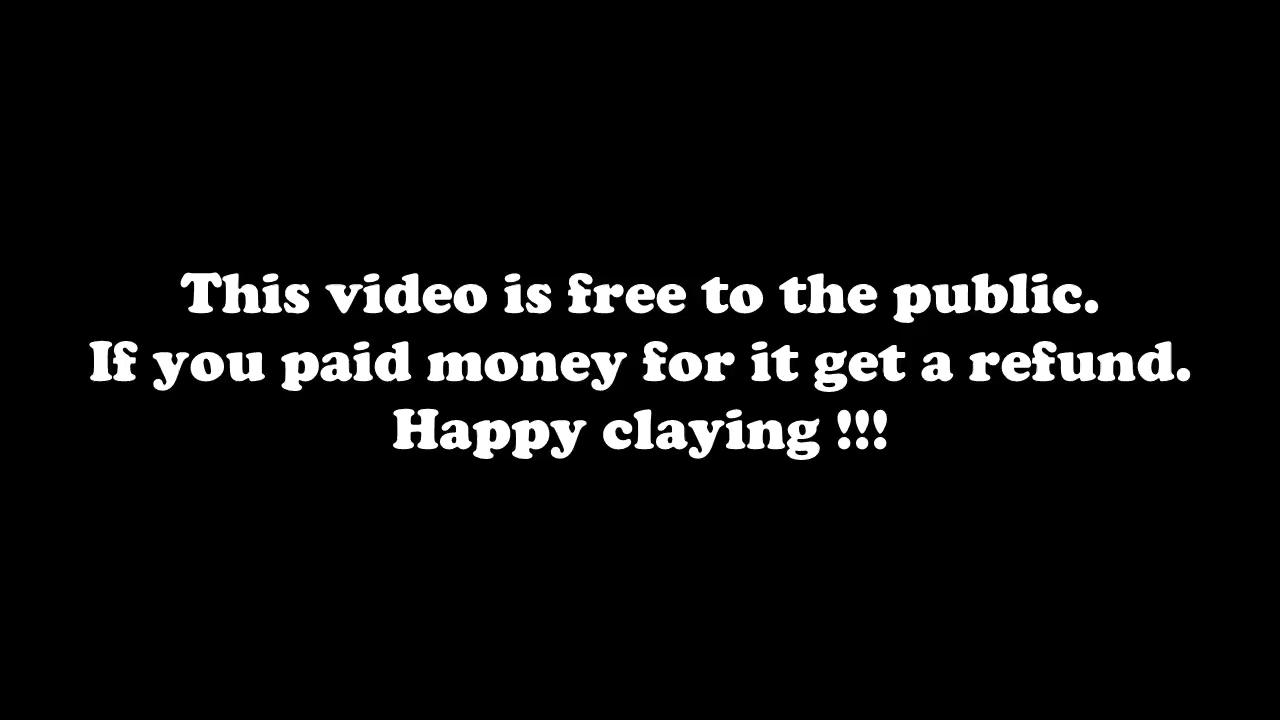 This video is free to the public.
If you paid money for it get a refund.
Happy claying !!!